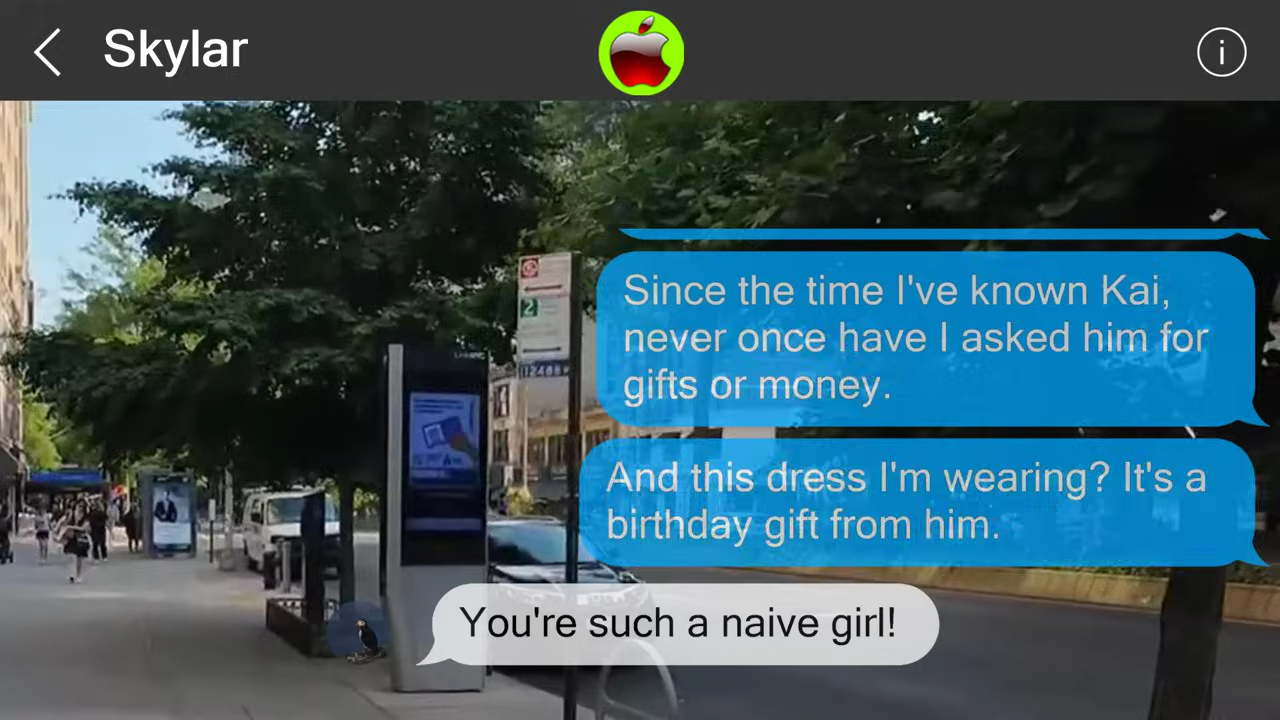 Skylar
i
Since the time I've known Kai,
never once have I asked him for
gifts or money.
And this dress I'm wearing? It's a
birthday gift from him.
You're such a naive girl!
2